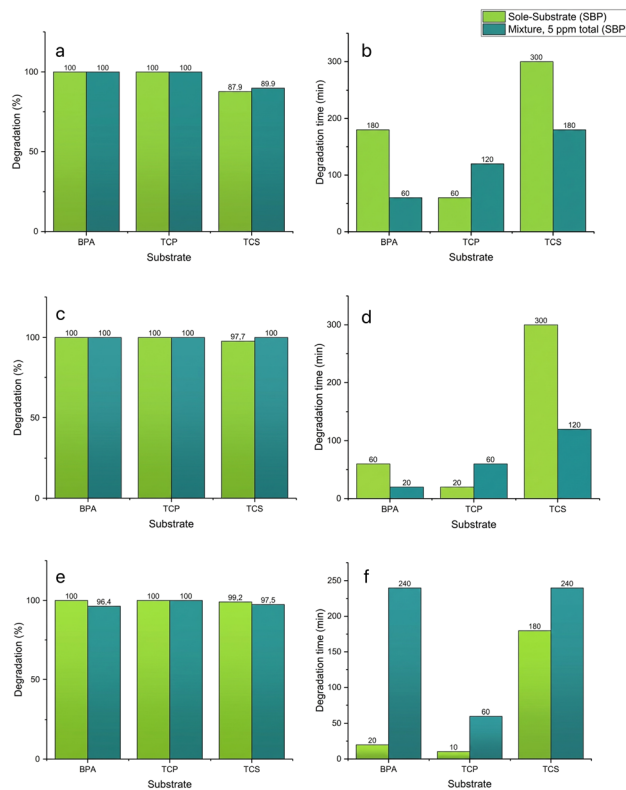 Sole-Substrate (SBP)
Mixture, 5 ppm total (SBP
a
Degradation (%)
100
50
0
100 100 100 100 87.9 89.9
BPA TCP TCS
Substrate
b
Degradation time (min)
300
200
100
0
180 60 60 120 300 180
BPA TCP TCS
Substrate
c
Degradation (%)
100
50
0
100 100 100 100 97,7 100
BPA TCP TCS
Substrate
d
Degradation time (min)
300
200
100
0
60 20 20 60 300 120
BPA TCP TCS
Substrate
e
Degradation (%)
100
50
0
100 96,4 100 100 99,2 97,5
BPA TCP TCS
Substrate
f
Degradation time (min)
250
200
150
100
50
0
20 240 10 60 180 240
BPA TCP TCS
Substrate